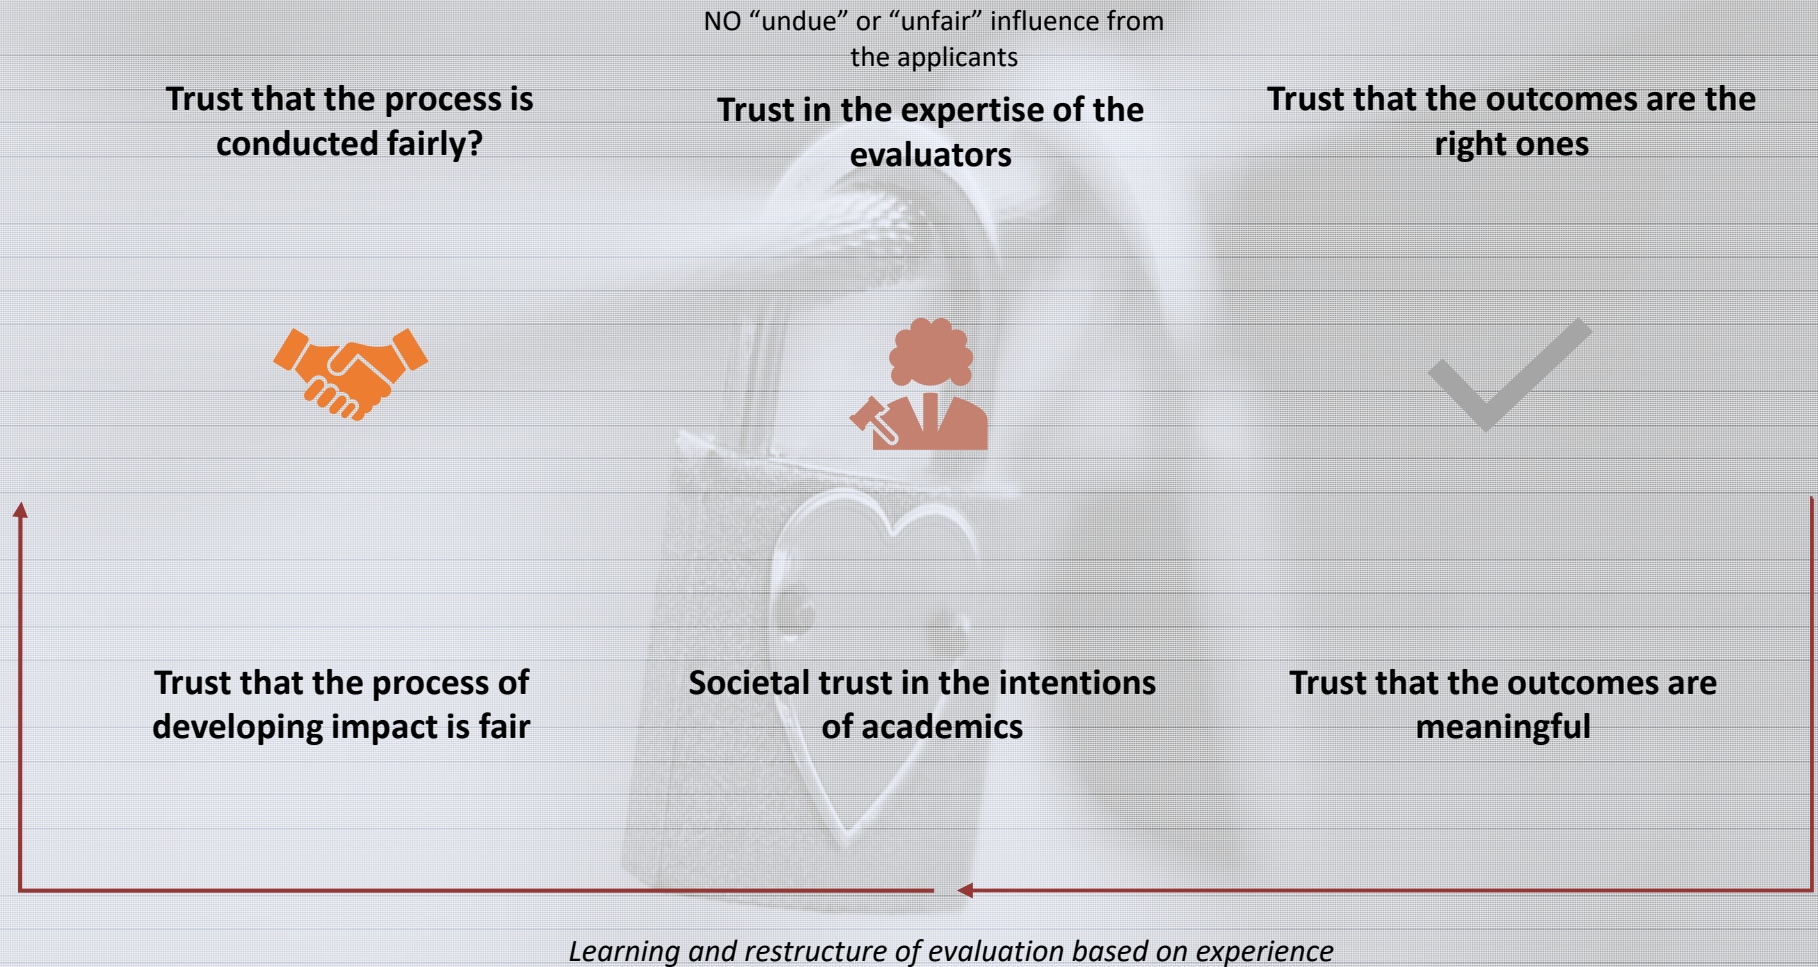 NO “undue” or “unfair” influence from
the applicants
Trust that the process is
conducted fairly?
Trust in the expertise of the
evaluators
Trust that the outcomes are the
right ones
Trust that the process of
developing impact is fair
Societal trust in the intentions
of academics
Trust that the outcomes are
meaningful
Learning and restructure of evaluation based on experience